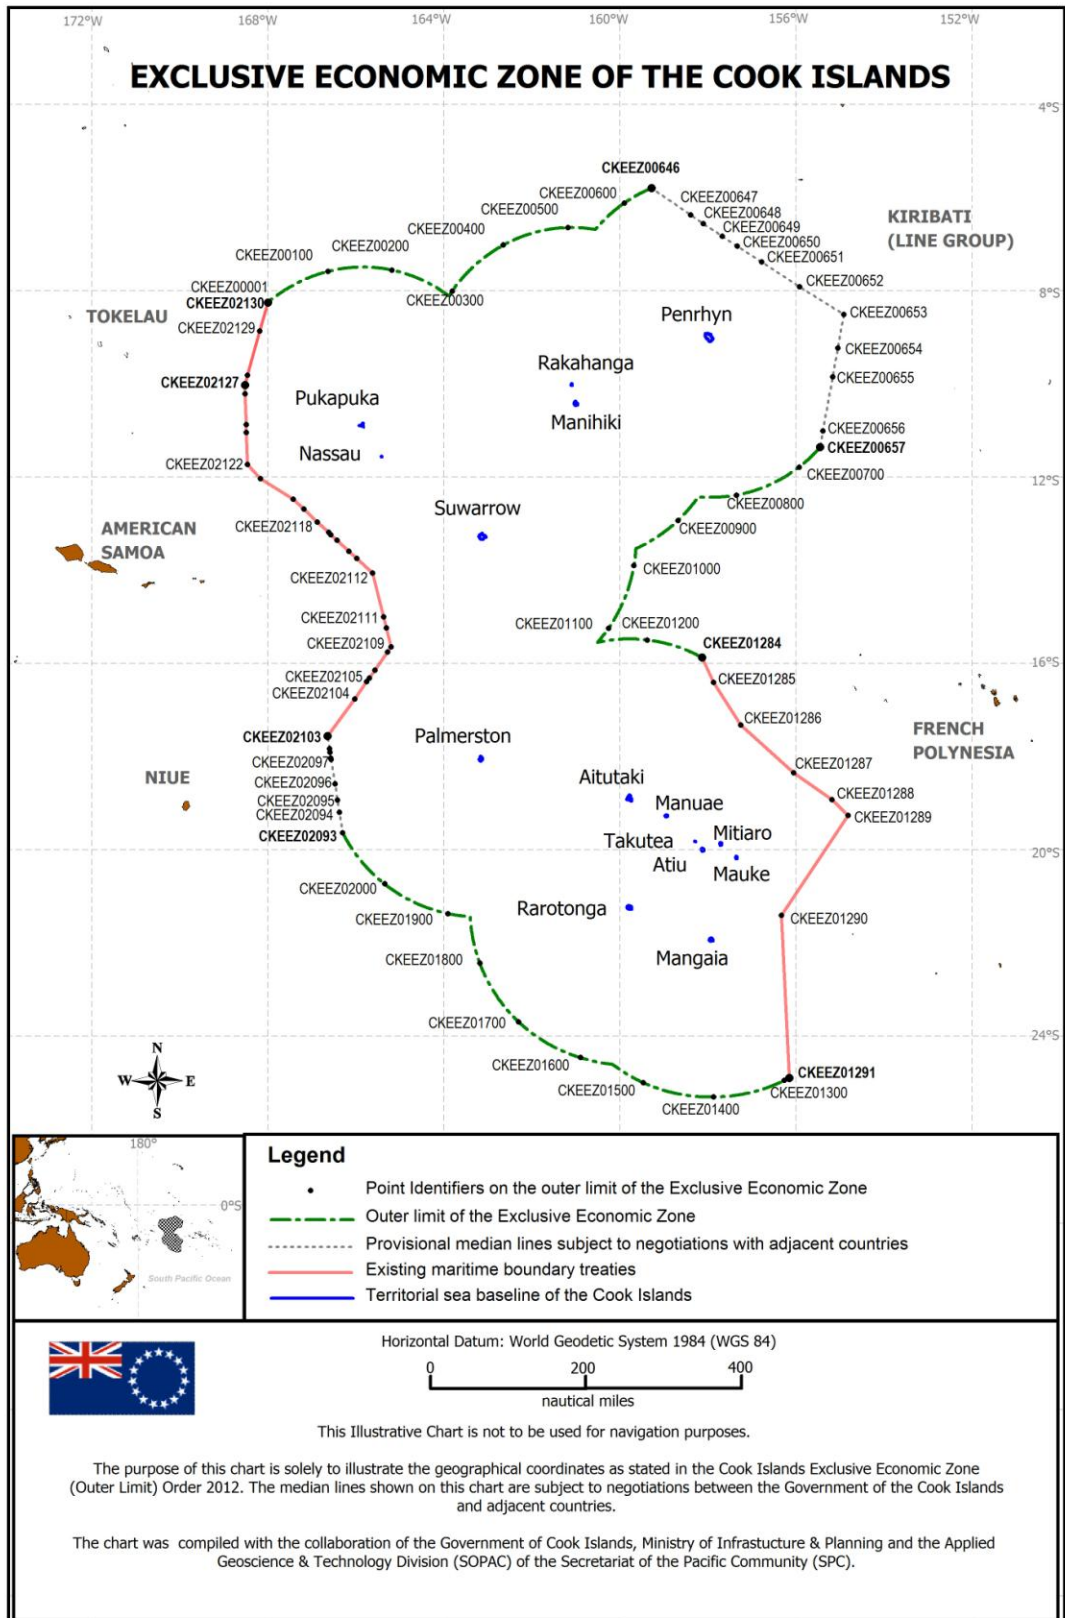 172°W 168°W 164°W 160°W 156°W 152°W
EXCLUSIVE ECONOMIC ZONE OF THE COOK ISLANDS
4°S
CKEEZ00646
CKEEZ00600
CKEEZ00647
CKEEZ00500
CKEEZ00648
CKEEZ00649
CKEEZ00400
CKEEZ00650
KIRIBATI
(LINE GROUP)
CKEEZ00200
CKEEZ00100
CKEEZ00651
CKEEZ00652
CKEEZ00001
8°S
CKEEZ02130
CKEEZ00300
CKEEZ00653
TOKELAU
CKEEZ02129
Penrhyn
CKEEZ00654
Rakahanga
CKEEZ00655
CKEEZ02127
Pukapuka
Manihiki
CKEEZ00656
CKEEZ00657
Nassau
CKEEZ02122
CKEEZ00700
12°S
Suwarrow
CKEEZ00800
CKEEZ02118
CKEEZ00900
AMERICAN
SAMOA
CKEEZ01000
CKEEZ02112
CKEEZ02111
CKEEZ01100
CKEEZ01200
CKEEZ02109
CKEEZ01284
16°S
CKEEZ02105
CKEEZ01285
CKEEZ02104
CKEEZ01286
FRENCH
POLYNESIA
CKEEZ02103
Palmerston
CKEEZ02097
CKEEZ01287
NIUE
CKEEZ02096
Aitutaki
CKEEZ01288
CKEEZ02095
Manuae
CKEEZ02094
CKEEZ01289
CKEEZ02093
Takutea
Mitiaro
20°S
Atiu
Mauke
CKEEZ02000
Rarotonga
CKEEZ01900
CKEEZ01290
CKEEZ01800
Mangaia
CKEEZ01700
24°S
N
W E
S
CKEEZ01600
CKEEZ01291
CKEEZ01500
CKEEZ01300
CKEEZ01400
180°
0°S
South Pacific Ocean
Legend
Point Identifiers on the outer limit of the Exclusive Economic Zone
Outer limit of the Exclusive Economic Zone
Provisional median lines subject to negotiations with adjacent countries
Existing maritime boundary treaties
Territorial sea baseline of the Cook Islands
Horizontal Datum: World Geodetic System 1984 (WGS 84)
0 200 400
nautical miles
This Illustrative Chart is not to be used for navigation purposes.
The purpose of this chart is solely to illustrate the geographical coordinates as stated in the Cook Islands Exclusive Economic Zone
(Outer Limit) Order 2012. The median lines shown on this chart are subject to negotiations between the Government of the Cook Islands
and adjacent countries.
The chart was compiled with the collaboration of the Government of Cook Islands, Ministry of Infrastucture & Planning and the Applied
Geoscience & Technology Division (SOPAC) of the Secretariat of the Pacific Community (SPC).